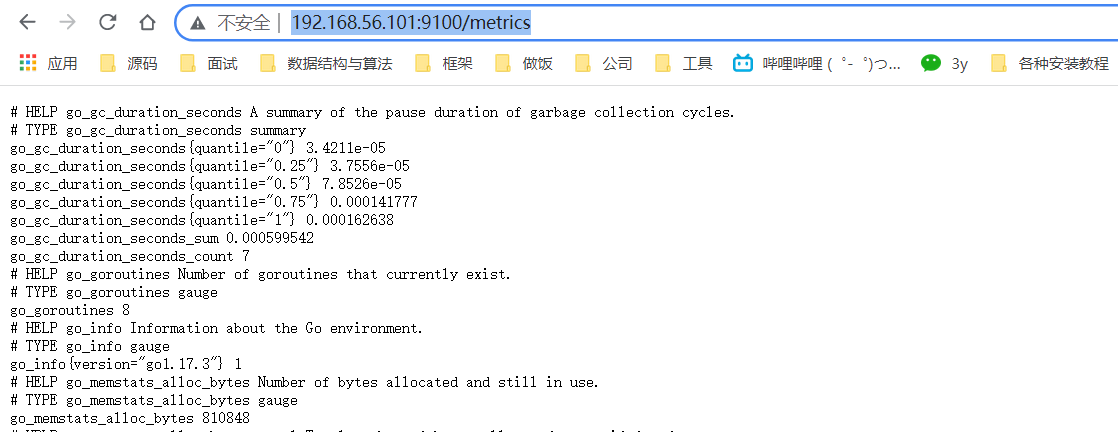 不安全 | 192.168.56.101:9100/metrics
应用 源码 面试 数据结构与算法 框架 做饭 公司 工具 哔哩哔哩 ( ゜- ゜)つ... 3y 各种安装教程
# HELP go_gc_duration_seconds A summary of the pause duration of garbage collection cycles.
# TYPE go_gc_duration_seconds summary
go_gc_duration_seconds{quantile="0"} 3.4211e-05
go_gc_duration_seconds{quantile="0.25"} 3.7556e-05
go_gc_duration_seconds{quantile="0.5"} 7.8526e-05
go_gc_duration_seconds{quantile="0.75"} 0.000141777
go_gc_duration_seconds{quantile="1"} 0.000162638
go_gc_duration_seconds_sum 0.000599542
go_gc_duration_seconds_count 7
# HELP go_goroutines Number of goroutines that currently exist.
# TYPE go_goroutines gauge
go_goroutines 8
# HELP go_info Information about the Go environment.
# TYPE go_info gauge
go_info{version="go1.17.3"} 1
# HELP go_memstats_alloc_bytes Number of bytes allocated and still in use.
# TYPE go_memstats_alloc_bytes gauge
go_memstats_alloc_bytes 810848